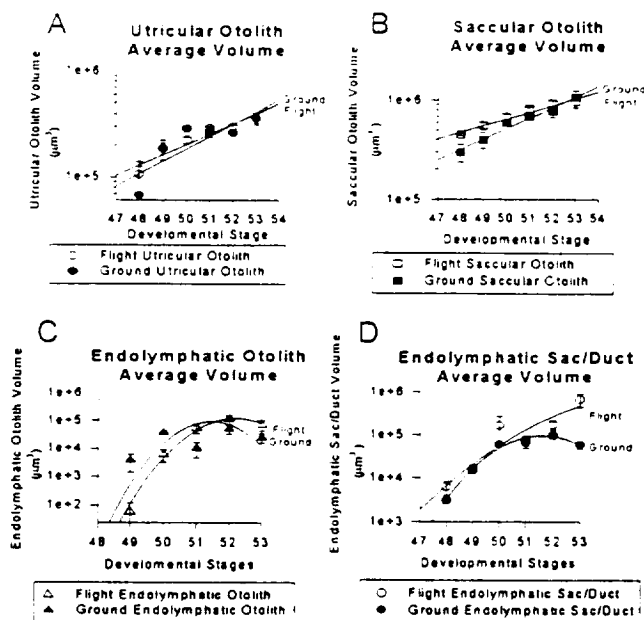 A
Utricular Otolith
Average Volume
Utricular Otolith Volume
(µm³)
1e+6
1e+5
Ground
Flight
47 48 49 50 51 52 53 54
Develomental Stage
Flight Utricular Otolith
Ground Utricular Otolith
B
Saccular Otolith
Average Volume
Saccular Otolith Volume
(µm³)
1e+6
1e+5
Ground
Flight
47 48 49 50 51 52 53 54
Developmental Stage
Flight Saccular Otolith
Ground Saccular Otolith
C
Endolymphatic Otolith
Average Volume
Endolymphatic Otolith Volume
(µm³)
1e+6
1e+5
1e+4
1e+3
1e+2
Flight
Ground
48 49 50 51 52 53
Develomental Stages
Flight Endolymphatic Otolith
Ground Endolymphatic Otolith
D
Endolymphatic Sac/Duct
Average Volume
Endolymphatic Sac/Duct Volume
(µm³)
1e+6
1e+5
1e+4
1e+3
Flight
Ground
47 48 49 50 51 52 53
Develomental Stages
Flight Endolymphatic Sac/Duct
Ground Endolymphatic Sac/Duct